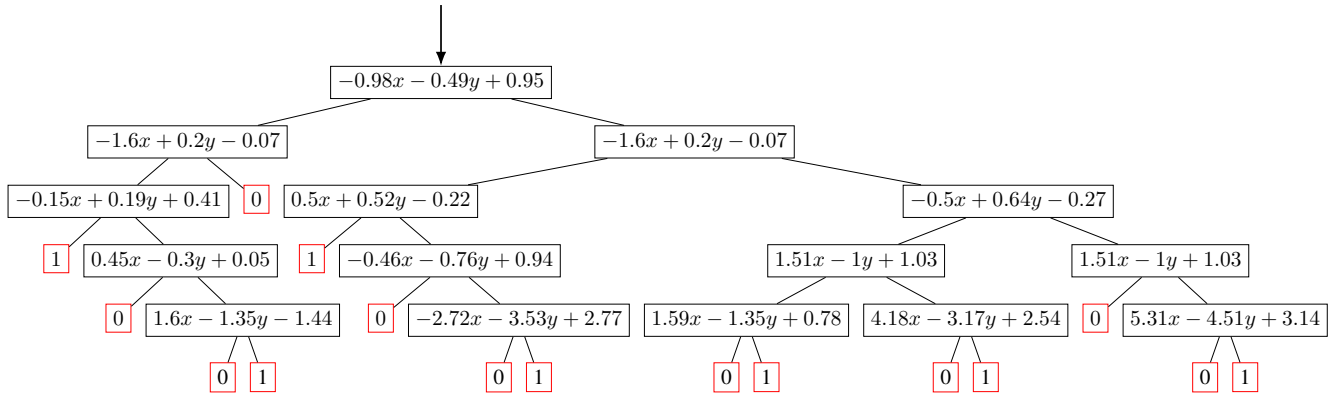 −0.98x − 0.49y + 0.95
−1.6x + 0.2y − 0.07 −1.6x + 0.2y − 0.07
−0.15x + 0.19y + 0.41 0 0.5x + 0.52y − 0.22 −0.5x + 0.64y − 0.27
1 0.45x − 0.3y + 0.05 1 −0.46x − 0.76y + 0.94 1.51x − 1y + 1.03 1.51x − 1y + 1.03
0 1.6x − 1.35y − 1.44 0 −2.72x − 3.53y + 2.77 1.59x − 1.35y + 0.78 4.18x − 3.17y + 2.54 0 5.31x − 4.51y + 3.14
0 1 0 1 0 1 0 1 0 1